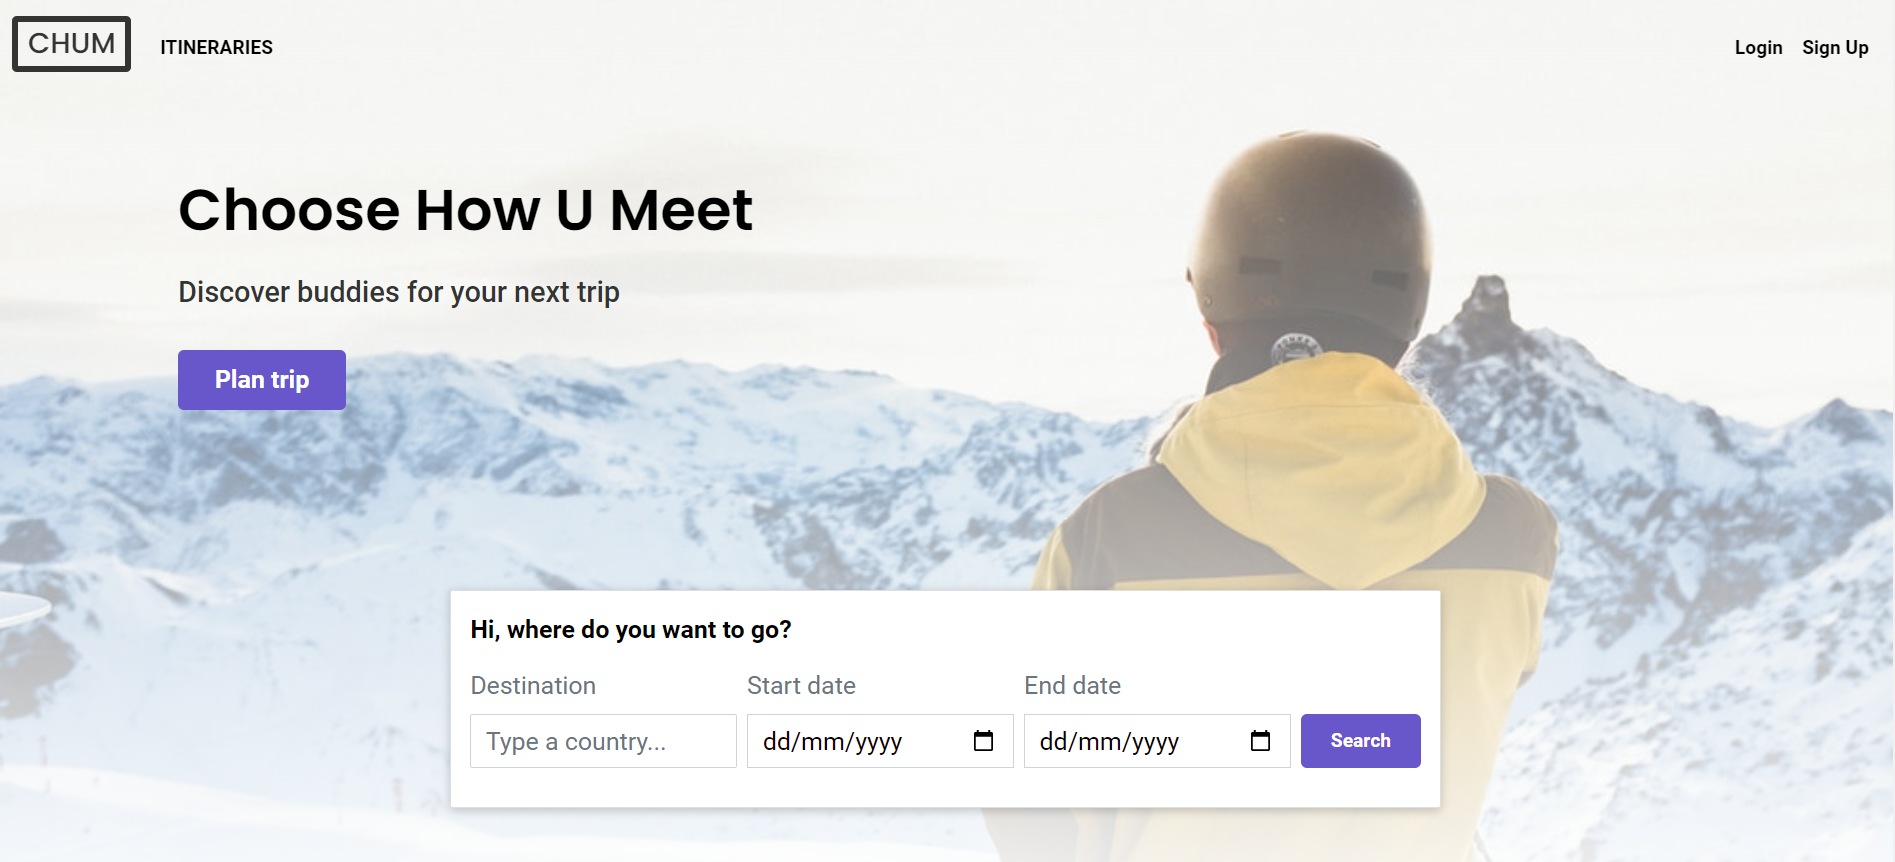 CHUM
ITINERARIES
Login Sign Up
Choose How U Meet
Discover buddies for your next trip
Plan trip
Hi, where do you want to go?
Destination Start date End date
Type a country... dd/mm/yyyy dd/mm/yyyy Search